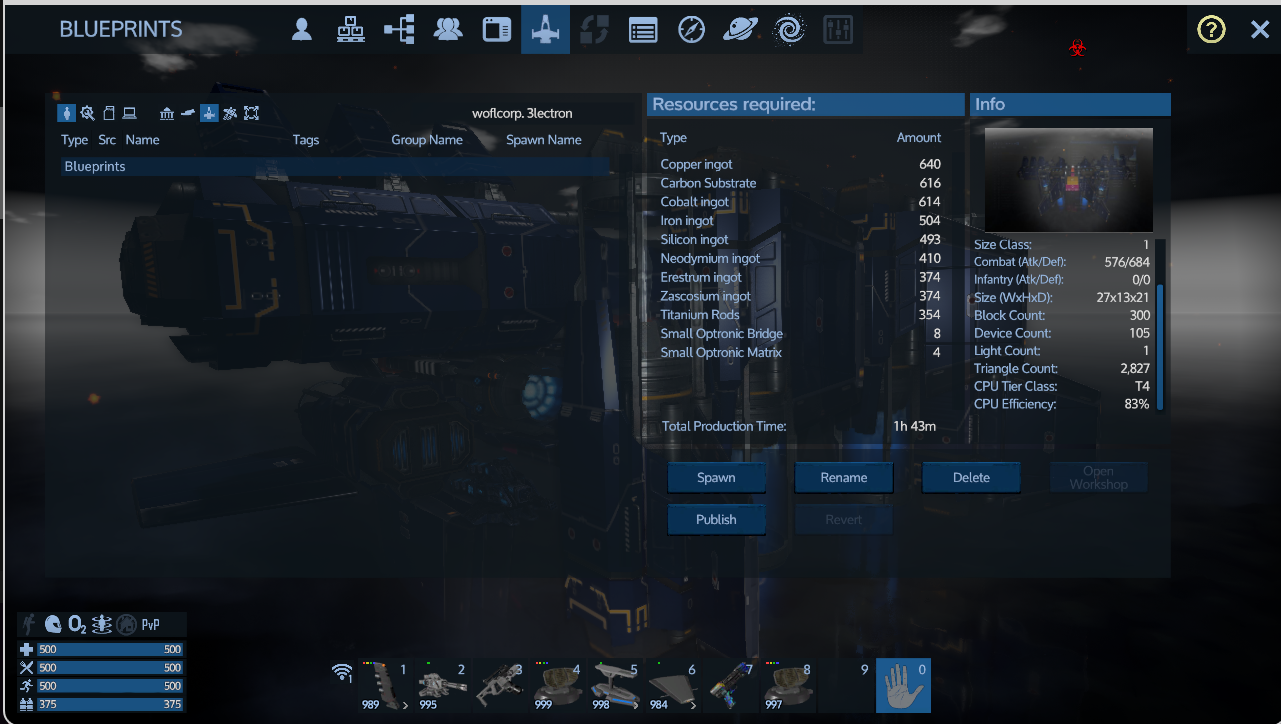 BLUEPRINTS
?
woflcorp. 3lectron
Type Src Name Tags Group Name Spawn Name
Blueprints
Resources required:
Type Amount
Copper ingot 640
Carbon Substrate 616
Cobalt ingot 614
Iron ingot 504
Silicon ingot 493
Neodymium ingot 410
Erestrum ingot 374
Zascosium ingot 374
Titanium Rods 354
Small Optronic Bridge 8
Small Optronic Matrix 4
Total Production Time: 1h 43m
Info
Size Class: 1
Combat (Atk/Def): 576/684
Infantry (Atk/Def): 0/0
Size (WxHxD): 27x13x21
Block Count: 300
Device Count: 105
Light Count: 1
Triangle Count: 2,827
CPU Tier Class: T4
CPU Efficiency: 83%
Spawn Rename Delete Open Workshop
Publish Revert
O2 PvP
500 500
500 500
500 500
375 375
1
1 2 3 4 5 6 7 8 9 0
989 995 999 998 984 997